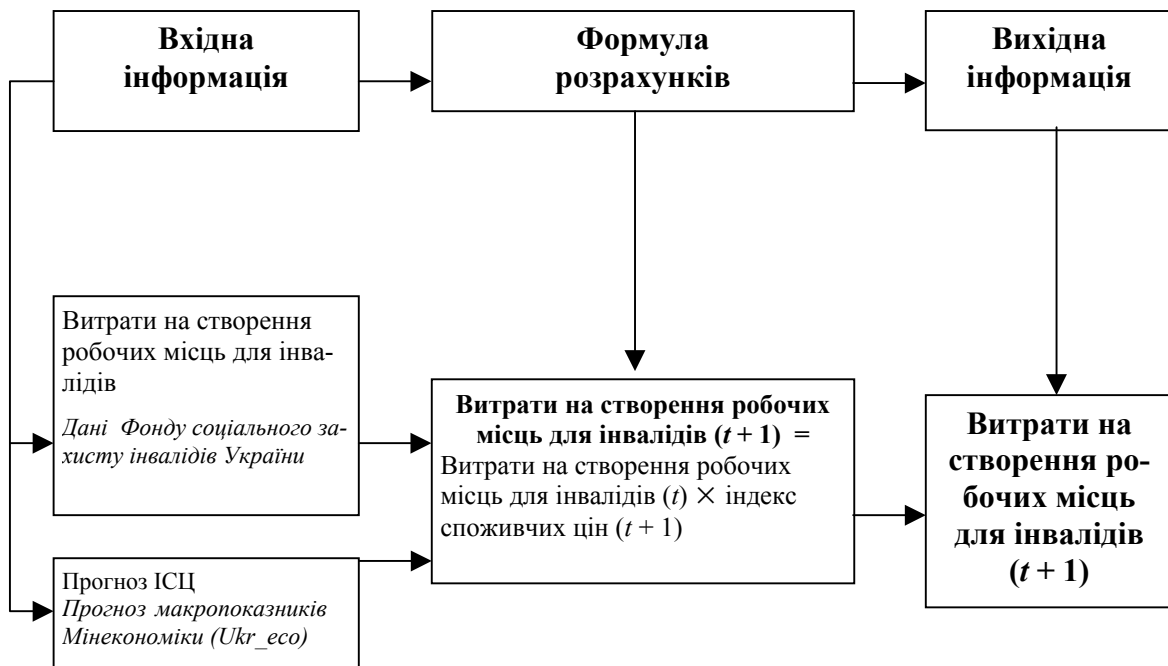 Вхідна
інформація
Формула
розрахунків
Вихідна
інформація
Витрати на створення
робочих місць для інва-
лідів
Дані Фонду соціального за-
хисту інвалідів України
Прогноз ІСЦ
Прогноз макропоказників
Мінекономіки (Ukr_eco)
Витрати на створення робочих
місць для інвалідів (t + 1) =
Витрати на створення робочих
місць для інвалідів (t) × індекс
споживчих цін (t + 1)
Витрати на
створення ро-
бочих місць
для інвалідів
(t + 1)